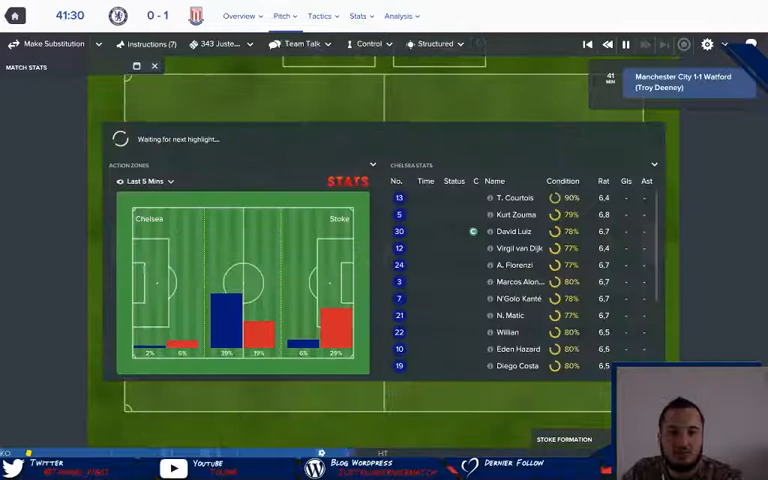 41:30
0 - 1
Overview
Pitch
Tactics
Stats
Analysis
Make Substitution
Instructions (7)
343 Juste...
Team Talk
Control
Structured
MATCH STATS
41
MIN
Manchester City 1-1 Watford
(Troy Deeney)
Waiting for next highlight...
ACTION ZONES
Last 5 Mins
STATS
Chelsea
Stoke
2%
6%
39%
19%
6%
29%
CHELSEA STATS
No. Time Status C Name Condition Rat Gls Ast
13 T. Courtois 90% 6,4 - -
5 Kurt Zouma 79% 6,8 - -
30 C David Luiz 78% 6,7 - -
12 Virgil van Dijk 77% 6,4 - -
24 A. Florenzi 77% 6,7 - -
3 Marcos Alon... 80% 6,7 - -
7 N'Golo Kanté 78% 6,7 - -
21 N. Matic 77% 6,7 - -
22 Willian 80% 6,5 - -
10 Eden Hazard 80% 6,5 - -
19 Diego Costa 80% 6,5 - -
STOKE FORMATION
KO
HT
Twitter
Youtube
Blog Wordpress
Dernier Follow